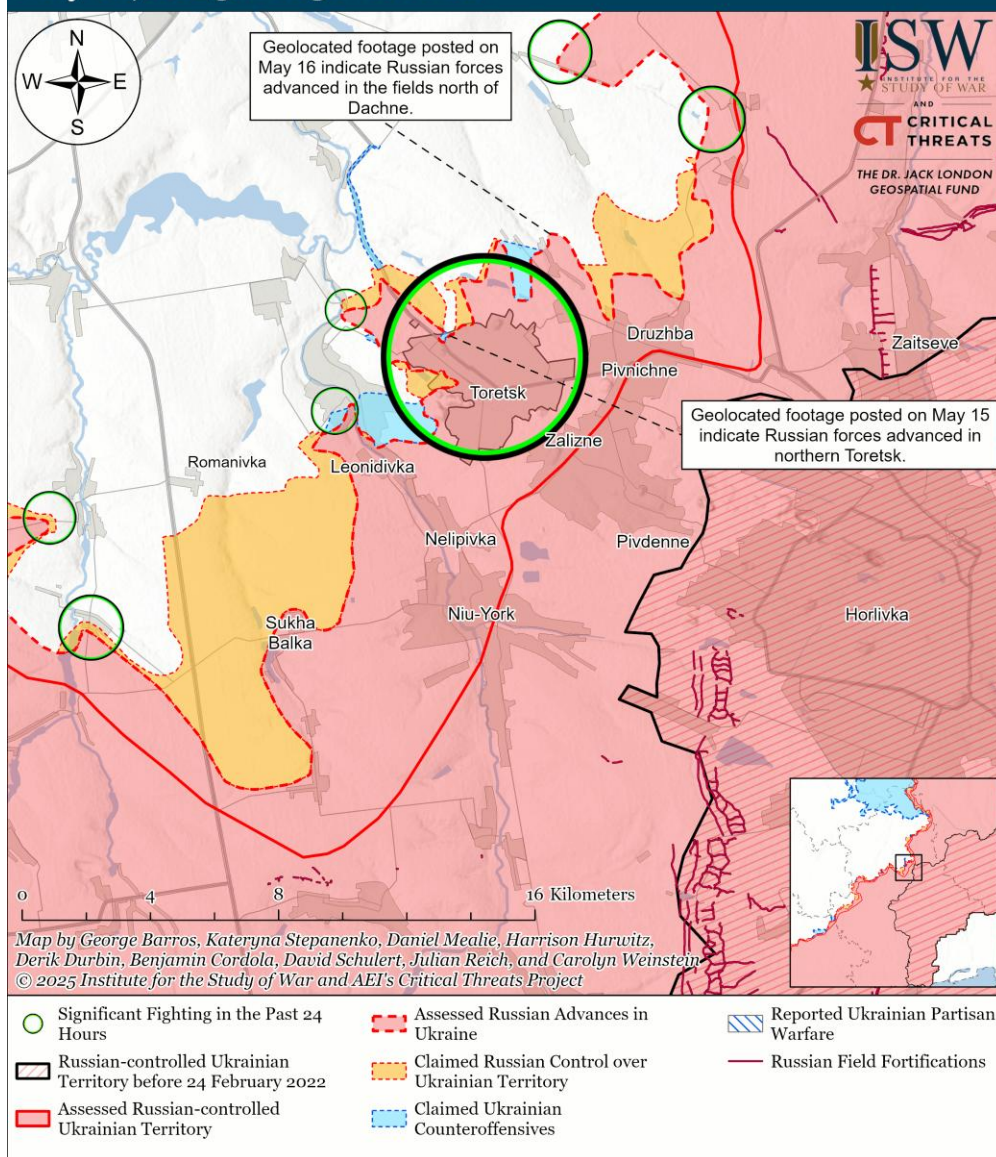 N
W
E
S
Geolocated footage posted on
May 16 indicate Russian forces
advanced in the fields north of
Dachne.
ISW
INSTITUTE FOR THE
STUDY OF WAR
AND
CT CRITICAL
THREATS
THE DR. JACK LONDON
GEOSPATIAL FUND
Druzhba
Zaitseve
Pivnichne
Toretsk
Geolocated footage posted on May 15
indicate Russian forces advanced in
northern Toretsk.
Zalizne
Romanivka
Leonidivka
Nelipivka
Pivdenne
Niu-York
Horlivka
Sukha
Balka
0 4 8 16 Kilometers
Map by George Barros, Kateryna Stepanenko, Daniel Mealie, Harrison Hurwitz,
Derik Durbin, Benjamin Cordola, David Schulert, Julian Reich, and Carolyn Weinstein
© 2025 Institute for the Study of War and AEI's Critical Threats Project
Significant Fighting in the Past 24
Hours
Russian-controlled Ukrainian
Territory before 24 February 2022
Assessed Russian-controlled
Ukrainian Territory
Assessed Russian Advances in
Ukraine
Claimed Russian Control over
Ukrainian Territory
Claimed Ukrainian
Counteroffensives
Reported Ukrainian Partisan
Warfare
Russian Field Fortifications